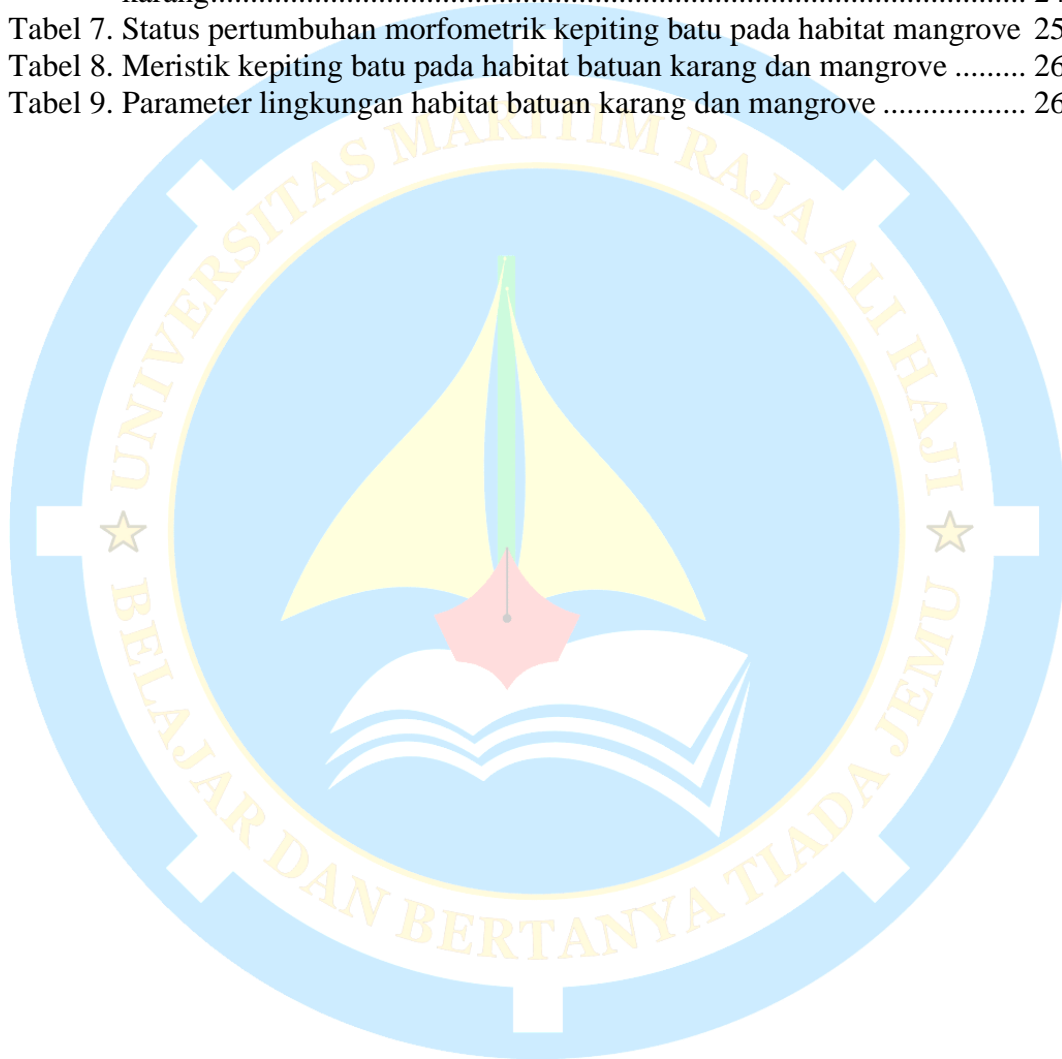 karang.......................................................................................................... 24
Tabel 7. Status pertumbuhan morfometrik kepiting batu pada habitat mangrove 25
Tabel 8. Meristik kepiting batu pada habitat batuan karang dan mangrove ......... 26
Tabel 9. Parameter lingkungan habitat batuan karang dan mangrove .................. 26
UNIVERSITAS MARITIM RAJA ALI HAJI
BELAJAR DAN BERTANYA TIADA JEMU